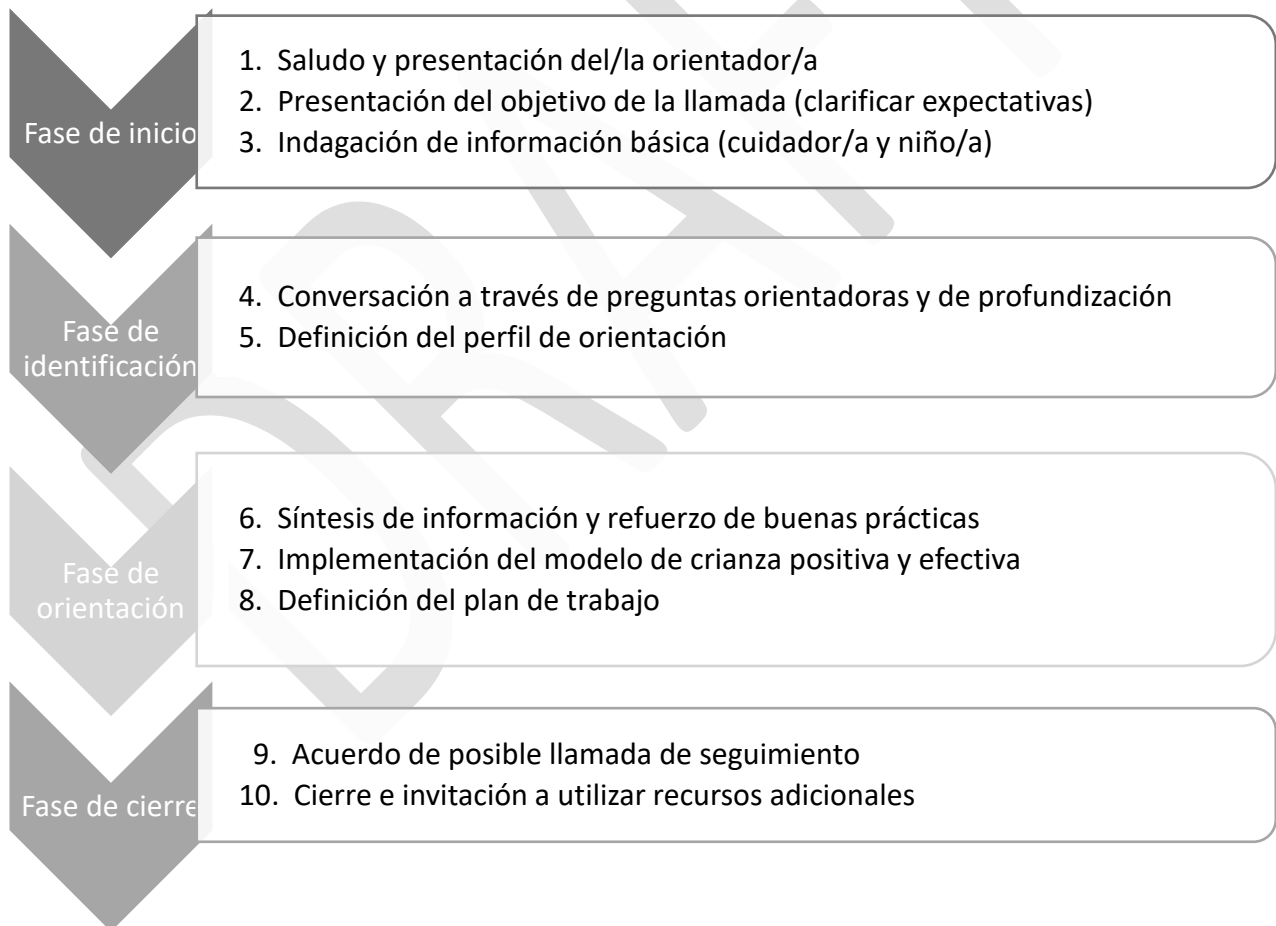 Fase de inicio
1. Saludo y presentación del/la orientador/a
2. Presentación del objetivo de la llamada (clarificar expectativas)
3. Indagación de información básica (cuidador/a y niño/a)
Fase de
identificación
4. Conversación a través de preguntas orientadoras y de profundización
5. Definición del perfil de orientación
Fase de
orientación
6. Síntesis de información y refuerzo de buenas prácticas
7. Implementación del modelo de crianza positiva y efectiva
8. Definición del plan de trabajo
Fase de cierre
9. Acuerdo de posible llamada de seguimiento
10. Cierre e invitación a utilizar recursos adicionales
DRAFT